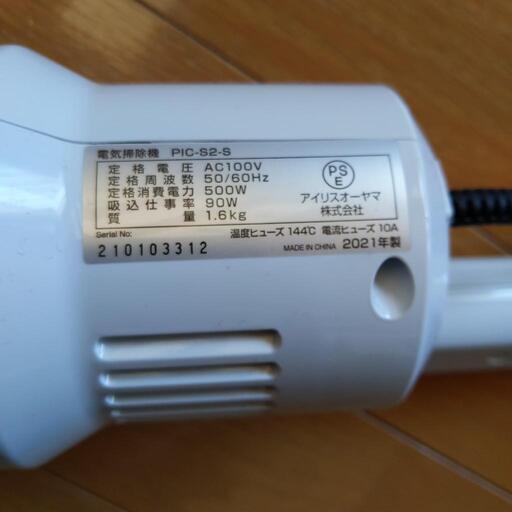 電気掃除機 PIC-S2-S
定格電圧 AC100V
定格周波数 50/60Hz
定格消費電力 500W
吸込仕事率 90W
質量 1.6kg
PS
E
アイリスオーヤマ
株式会社
Serial No:
210103312
温度ヒューズ 144℃ 電流ヒューズ 10A
MADE IN CHINA 2021年製